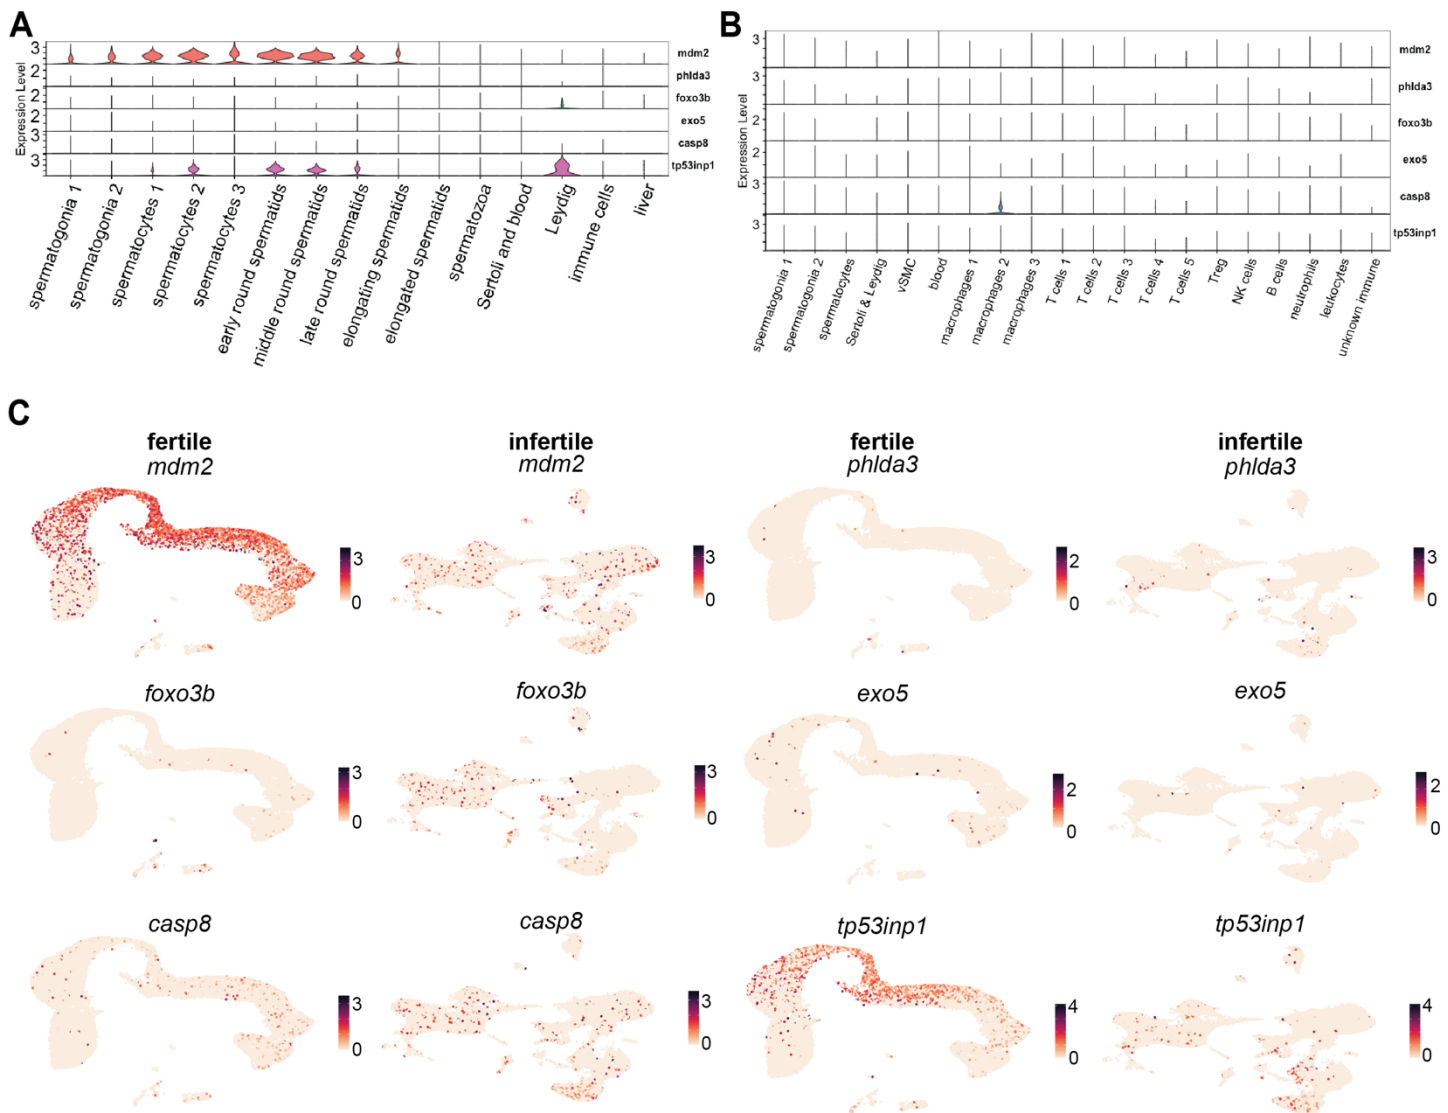 A
Expression Level
3
mdm2
2
phlda3
2
foxo3b
2
exo5
3
casp8
3
tp53inp1
spermatogonia 1
spermatogonia 2
spermatocytes 1
spermatocytes 2
spermatocytes 3
early round spermatids
middle round spermatids
late round spermatids
elongating spermatids
elongated spermatids
spermatozoa
Sertoli and blood
Leydig
immune cells
liver
B
Expression Level
3
mdm2
3
phlda3
2
foxo3b
2
exo5
3
casp8
3
tp53inp1
spermatogonia 1
spermatogonia 2
spermatocytes
Sertoli & Leydig
vSMC
blood
macrophages 1
macrophages 2
macrophages 3
T cells 1
T cells 2
T cells 3
T cells 4
T cells 5
Treg
NK cells
B cells
neutrophils
leukocytes
unknown immune
C
fertile
mdm2
3
0
infertile
mdm2
3
0
fertile
phlda3
2
0
infertile
phlda3
3
0
foxo3b
3
0
foxo3b
3
0
exo5
2
0
exo5
2
0
casp8
3
0
casp8
3
0
tp53inp1
4
0
tp53inp1
4
0